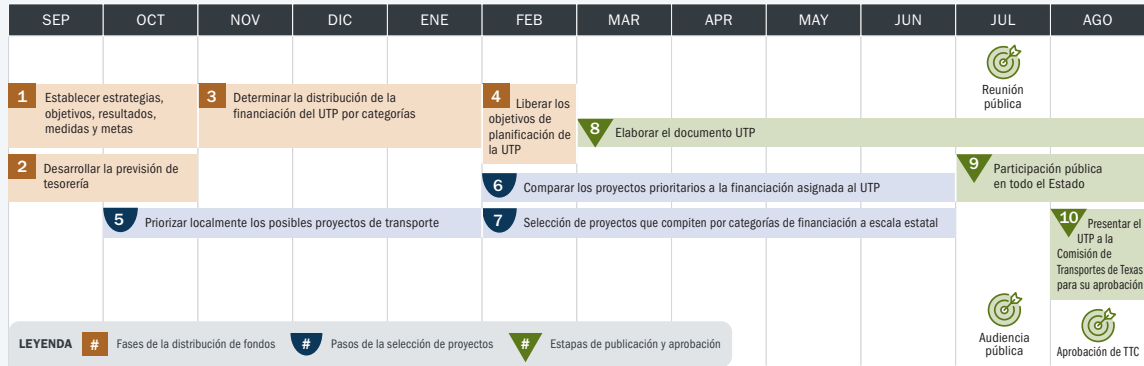 SEP OCT NOV DIC ENE FEB MAR APR MAY JUN JUL AGO
Reunión
pública
1 Establecer estrategias,
objetivos, resultados,
medidas y metas
3 Determinar la distribución de la
financiación del UTP por categorías
4 Liberar los
objetivos de
planificación de
la UTP
8 Elaborar el documento UTP
2 Desarrollar la previsión de
tesorería
9 Participación pública
en todo el Estado
6 Comparar los proyectos prioritarios a la financiación asignada al UTP
5 Priorizar localmente los posibles proyectos de transporte
7 Selección de proyectos que compiten por categorías de financiación a escala estatal
10 Presentar el
UTP a la
Comisión de
Transportes de Texas
para su aprobación
Audiencia
pública
Aprobación de TTC
LEYENDA # Fases de la distribución de fondos # Pasos de la selección de proyectos # Estapas de publicación y aprobación